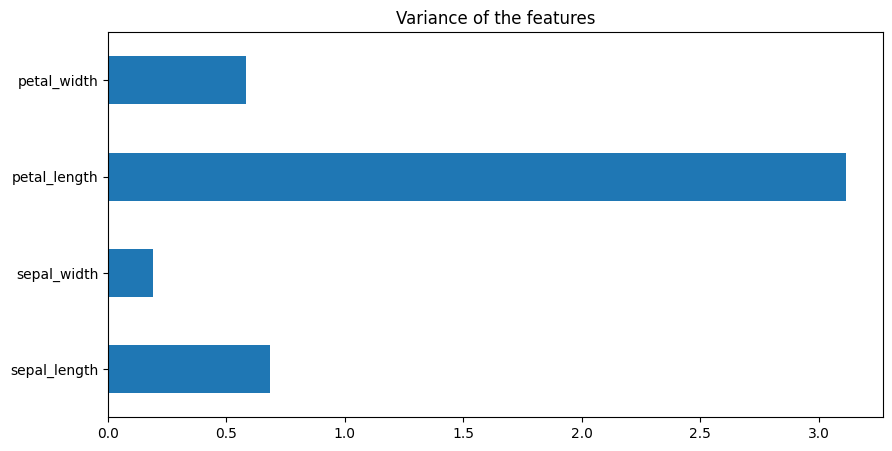 Variance of the features
petal_width
petal_length
sepal_width
sepal_length
0.0 0.5 1.0 1.5 2.0 2.5 3.0